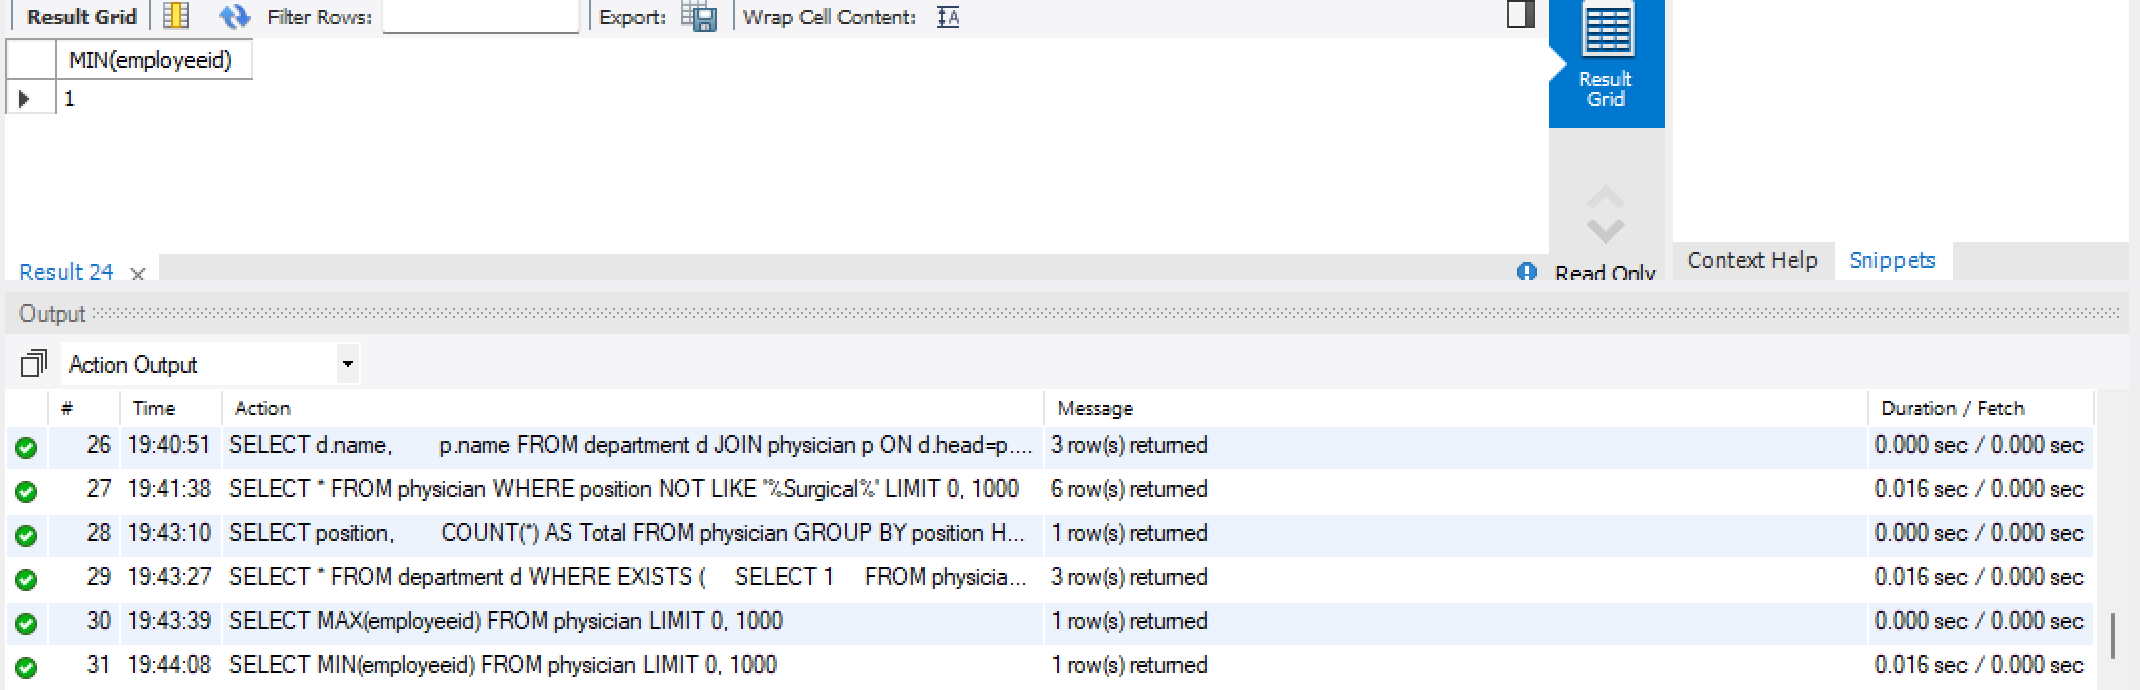 Result Grid Filter Rows: Export: Wrap Cell Content:
MIN(employeeid)
1
Result
Grid
Result 24
Read Only
Context Help Snippets
Output
Action Output
# Time Action Message Duration / Fetch
26 19:40:51 SELECT d.name, p.name FROM department d JOIN physician p ON d.head=p.... 3 row(s) returned 0.000 sec / 0.000 sec
27 19:41:38 SELECT * FROM physician WHERE position NOT LIKE '%Surgical%' LIMIT 0, 1000 6 row(s) returned 0.016 sec / 0.000 sec
28 19:43:10 SELECT position, COUNT(*) AS Total FROM physician GROUP BY position H... 1 row(s) returned 0.000 sec / 0.000 sec
29 19:43:27 SELECT * FROM department d WHERE EXISTS ( SELECT 1 FROM physicia... 3 row(s) returned 0.016 sec / 0.000 sec
30 19:43:39 SELECT MAX(employeeid) FROM physician LIMIT 0, 1000 1 row(s) returned 0.000 sec / 0.000 sec
31 19:44:08 SELECT MIN(employeeid) FROM physician LIMIT 0, 1000 1 row(s) returned 0.016 sec / 0.000 sec